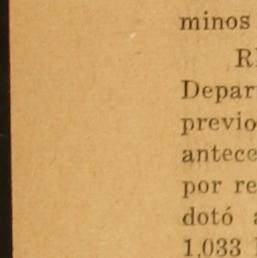 minos
R
Depar
previo
antece
por re
dotó a
1,033